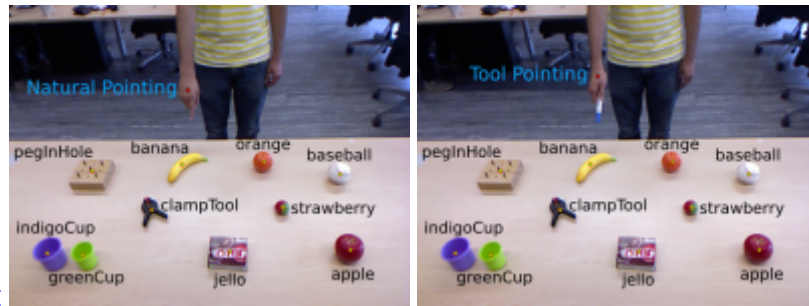 Natural Pointing
pegInHole
banana
orange
baseball
clampTool
strawberry
indigoCup
greenCup
jello
apple
Tool Pointing
pegInHole
banana
orange
baseball
clampTool
strawberry
indigoCup
greenCup
jello
apple